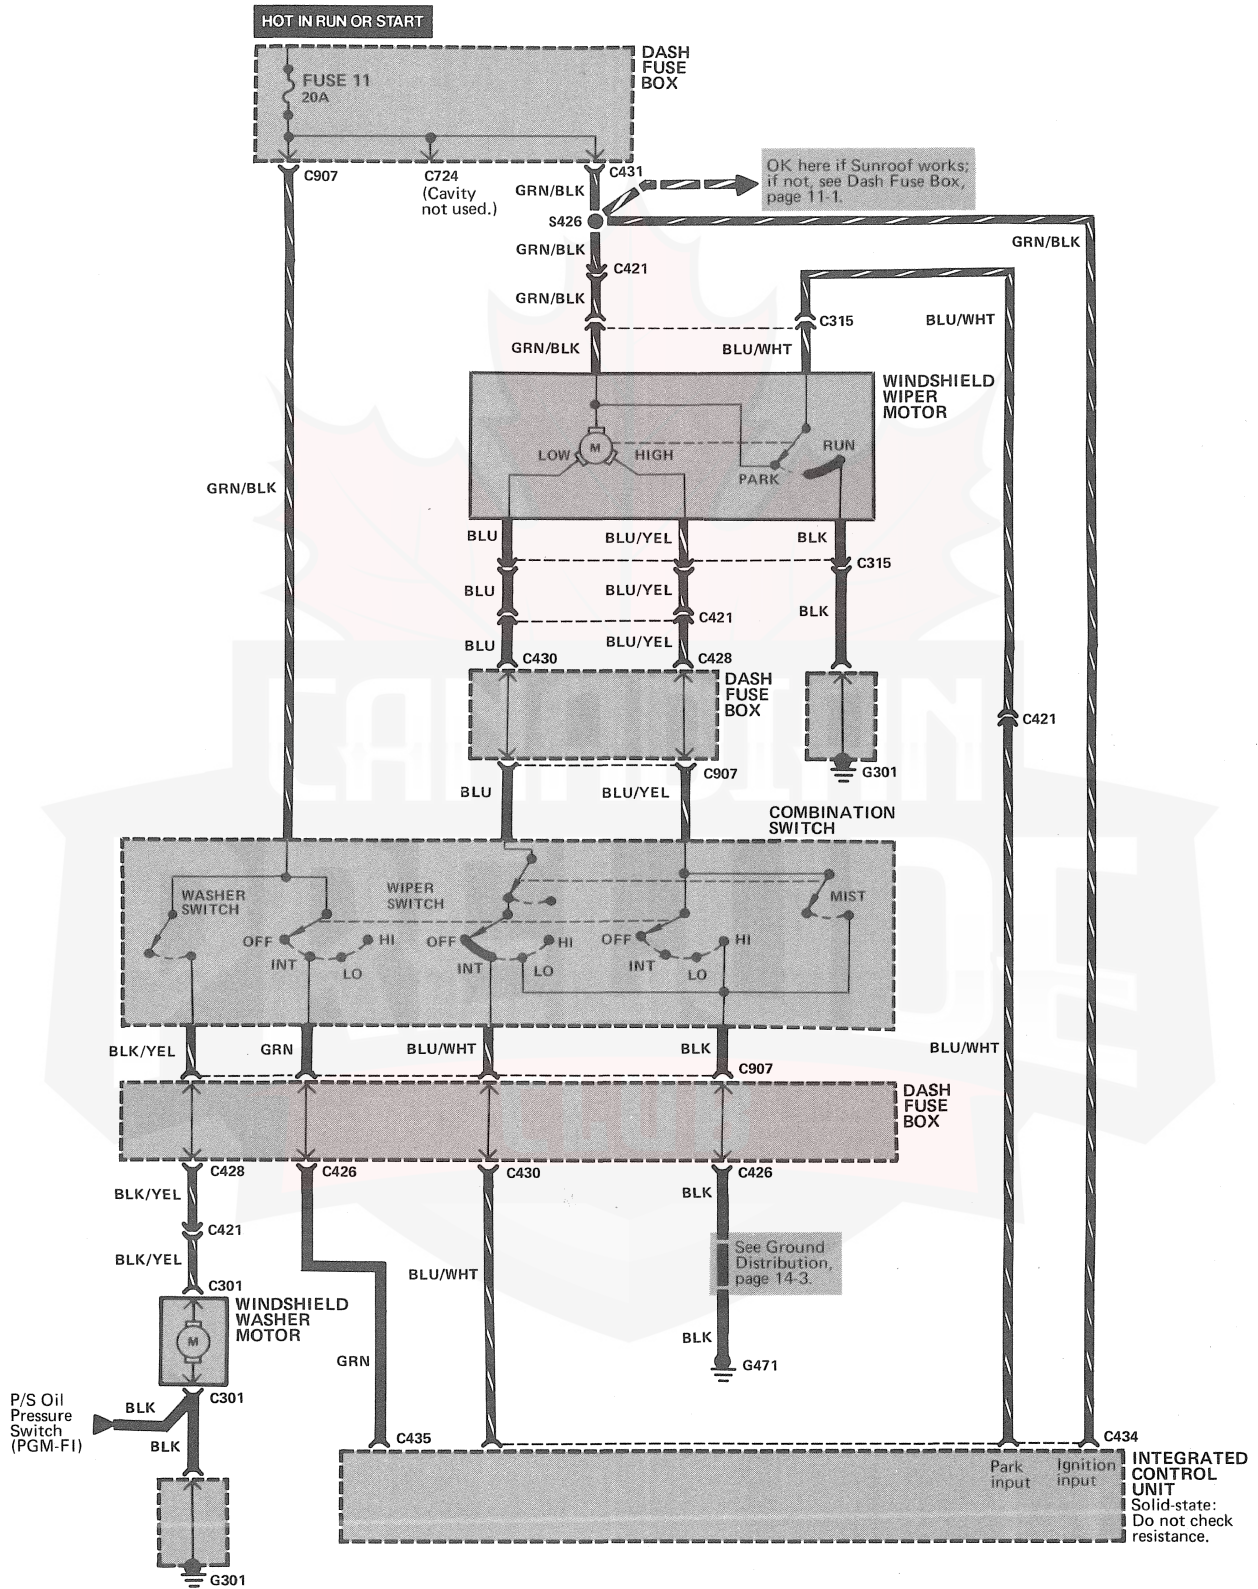 HOT IN RUN OR START
DASH
FUSE
BOX
FUSE 11
20A
C907
C724
(Cavity
not used.)
C431
GRN/BLK
OK here if Sunroof works;
if not, see Dash Fuse Box,
page 11-1.
S426
GRN/BLK
GRN/BLK
C421
GRN/BLK
C315
BLU/WHT
GRN/BLK
BLU/WHT
WINDSHIELD
WIPER
MOTOR
M
LOW
HIGH
RUN
PARK
GRN/BLK
BLU
BLU/YEL
BLK
C315
BLU
BLU/YEL
BLK
C421
BLU
BLU/YEL
C430
C428
DASH
FUSE
BOX
C421
G301
C907
BLU
BLU/YEL
CANADIAN
COMBINATION
SWITCH
WASHER
SWITCH
WIPER
SWITCH
MIST
OFF
INT
LO
HI
OFF
INT
LO
HI
OFF
INT
LO
HI
BLK/YEL
GRN
BLU/WHT
BLK
BLU/WHT
C907
DASH
FUSE
BOX
CLUB
C428
C426
C430
C426
BLK/YEL
BLK
C421
BLK/YEL
See Ground
Distribution,
page 14-3.
BLU/WHT
C301
WINDSHIELD
WASHER
MOTOR
M
BLK
G471
GRN
C301
P/S Oil
Pressure
Switch
(PGM-FI)
BLK
BLK
C435
C434
Park
input
Ignition
input
INTEGRATED
CONTROL
UNIT
Solid-state:
Do not check
resistance.
G301